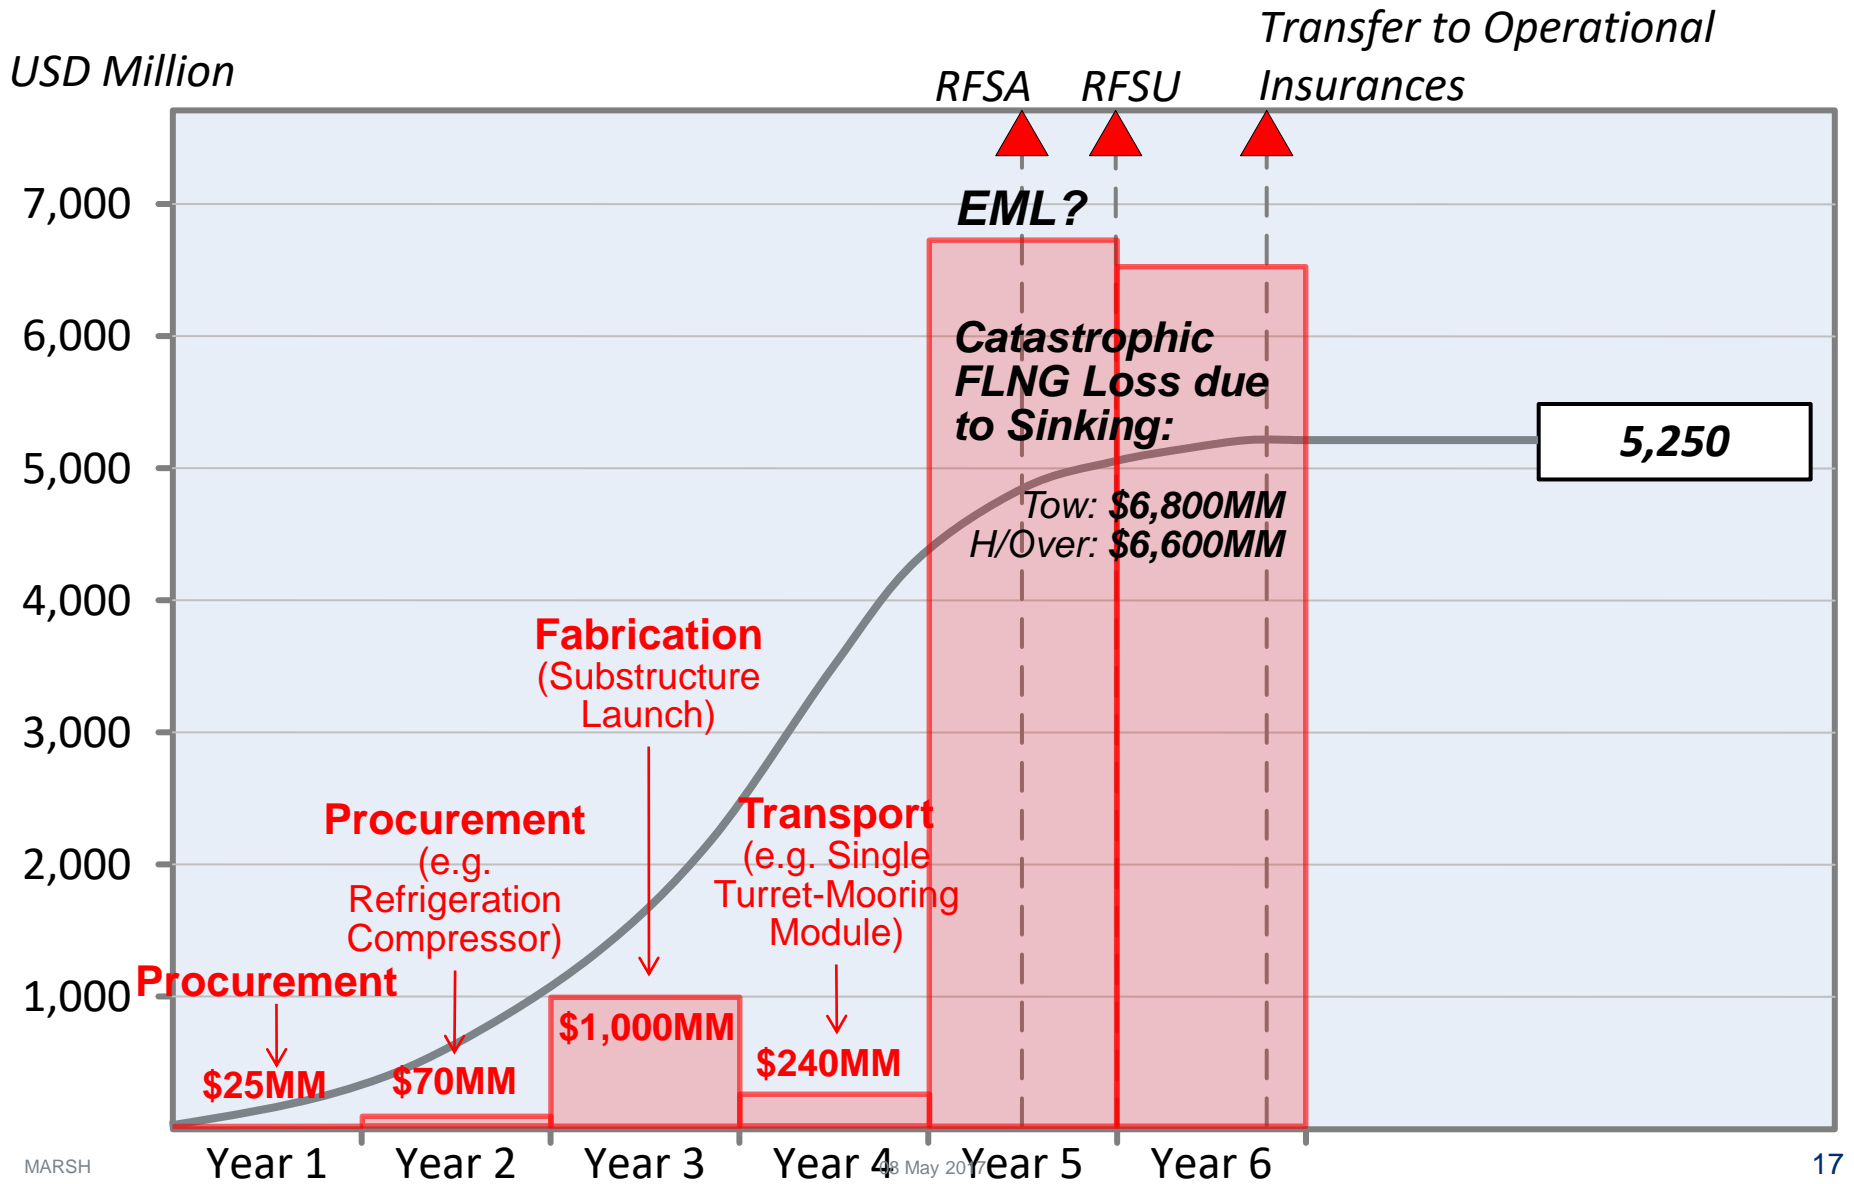 Transfer to Operational
Insurances
USD Million
RFSA
RFSU
7,000
6,000
5,000
4,000
3,000
2,000
1,000
EML?
Catastrophic
FLNG Loss due
to Sinking:
Tow: $6,800MM
H/Over: $6,600MM
5,250
Fabrication
(Substructure
Launch)
$1,000MM
Procurement
(e.g.
Refrigeration
Compressor)
$70MM
Transport
(e.g. Single
Turret-Mooring
Module)
$240MM
Procurement
$25MM
Year 1
Year 2
Year 3
Year 4
Year 5
Year 6
MARSH
08 May 2017
17